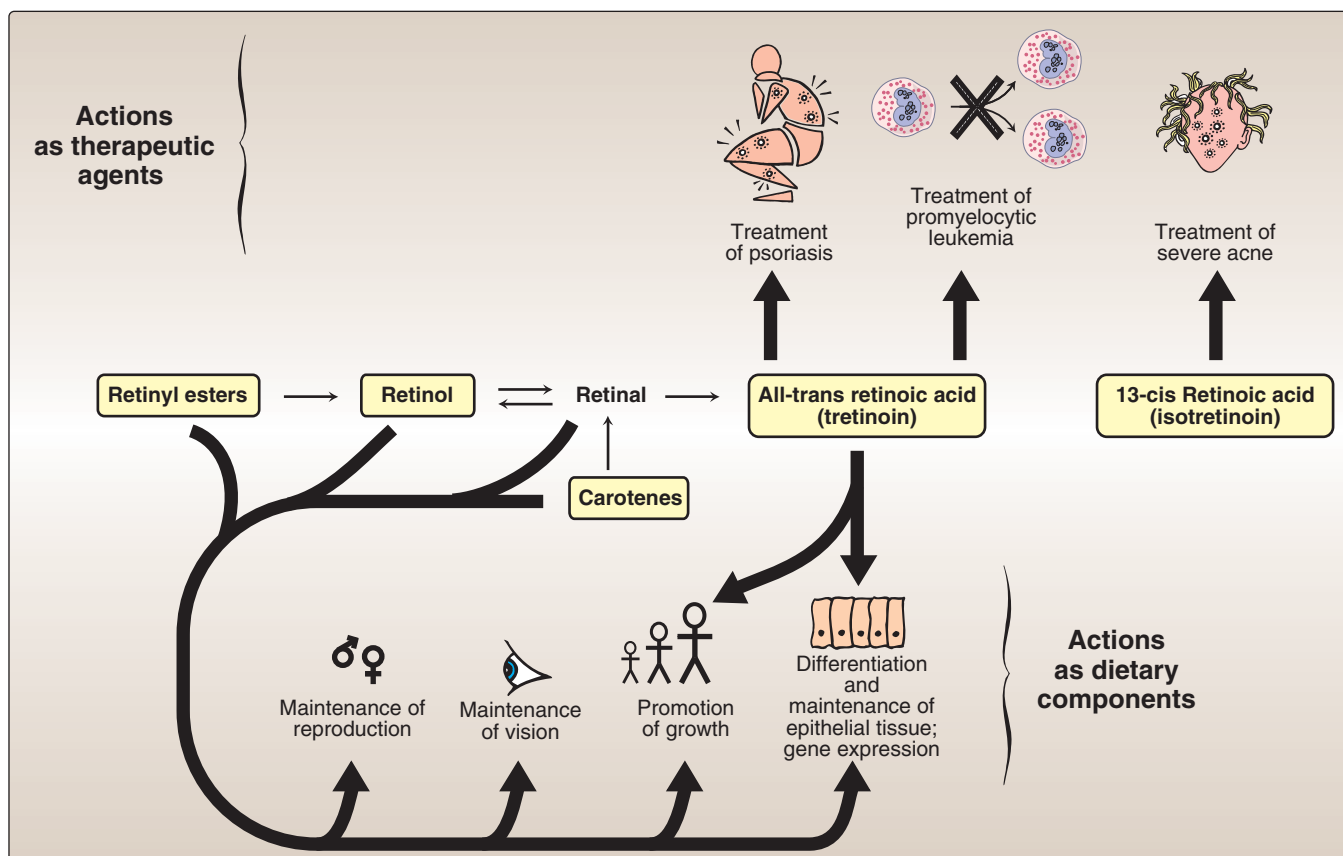 Actions
as therapeutic
agents
Treatment
of psoriasis
Treatment of
promyelocytic
leukemia
Treatment of
severe acne
Retinyl esters
Retinol
Retinal
All-trans retinoic acid
(tretinoin)
13-cis Retinoic acid
(isotretinoin)
Carotenes
Maintenance of
reproduction
Maintenance
of vision
Promotion
of growth
Differentiation
and
maintenance of
epithelial tissue;
gene expression
Actions
as dietary
components